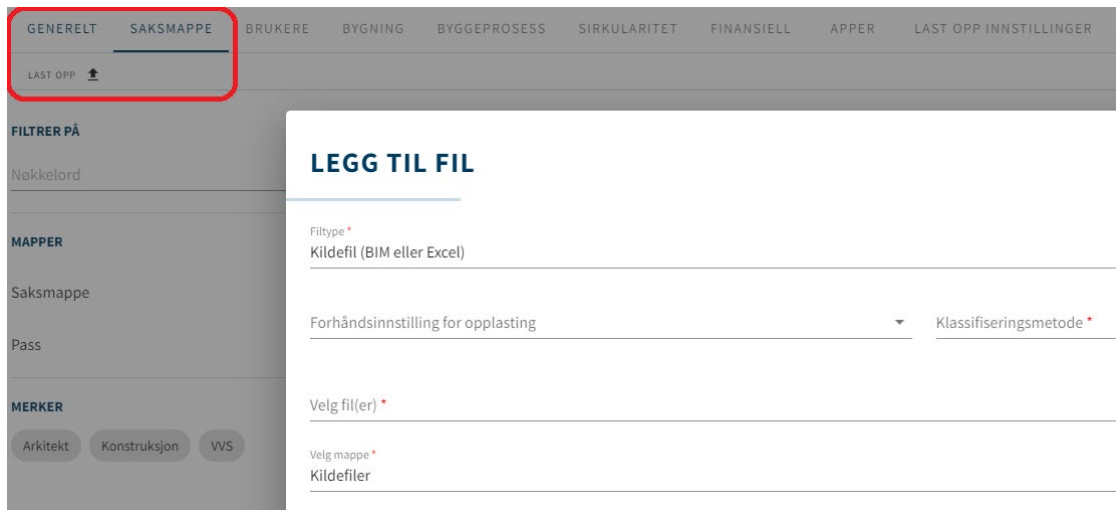 GENERELT SAKSMAPPE BRUKERE BYGNING BYGGEPROSESS SIRKULARITET FINANSIELL APPER LAST OPP INNSTILLINGER
LAST OPP
FILTRER PÅ
Nøkkelord
MAPPER
Saksmappe
Pass
MERKER
Arkitekt Konstruksjon VVS
LEGG TIL FIL
Filtype *
Kildefil (BIM eller Excel)
Forhåndsinnstilling for opplasting Klassifiseringsmetode *
Velg fil(er) *
Velg mappe *
Kildefiler